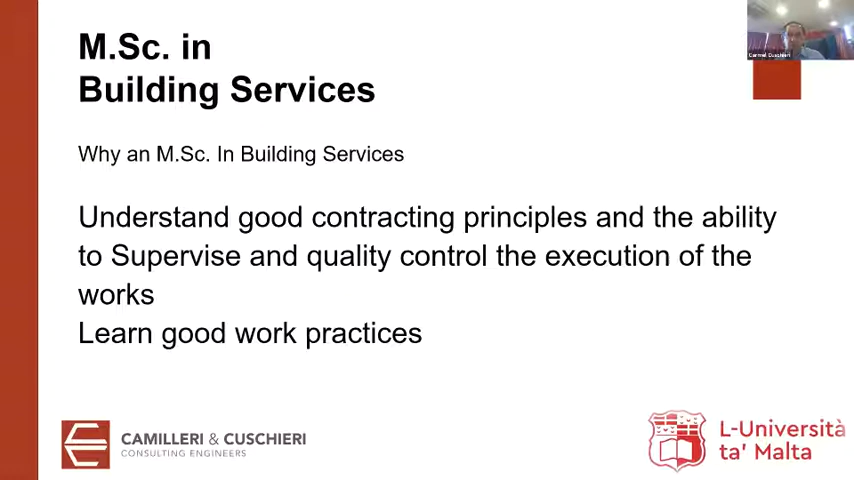 M.Sc. in
Building Services
Carmel Cuschieri
Why an M.Sc. In Building Services
Understand good contracting principles and the ability
to Supervise and quality control the execution of the
works
Learn good work practices
CAMILLERI & CUSCHIERI
CONSULTING ENGINEERS
L-Università
ta' Malta